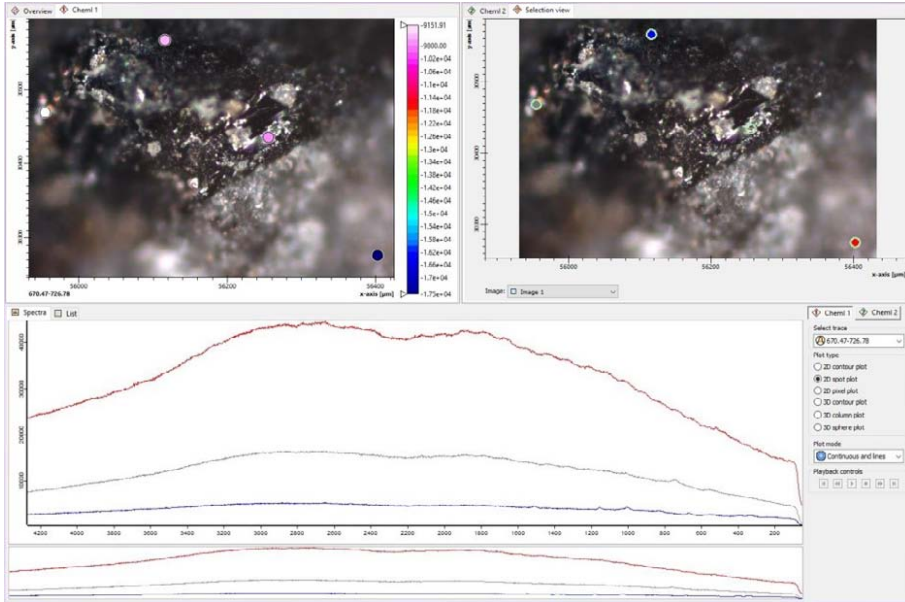 Overview ChemI 1
y-axis [µm]
-9151.91
-9800.00
-1.02e+04
-1.06e+04
-1.1e+04
-1.14e+04
-1.18e+04
-1.22e+04
-1.26e+04
-1.3e+04
-1.34e+04
-1.38e+04
-1.42e+04
-1.46e+04
-1.5e+04
-1.54e+04
-1.58e+04
-1.62e+04
-1.66e+04
-1.7e+04
-1.75e+04
56000 56200 56400
670.47-726.78 x-axis [µm]
ChemI 2 Selection view
y-axis [µm]
56000 56200 56400
x-axis [µm]
Image: Image 1
Spectra List
40000
30000
20000
10000
4200 4000 3800 3600 3400 3200 3000 2800 2600 2400 2200 2000 1800 1600 1400 1200 1000 800 600 400 200
ChemI 1 ChemI 2
Select trace
670.47-726.78
Plot type
2D contour plot
2D spot plot
2D pixel plot
3D contour plot
3D column plot
3D sphere plot
Plot mode
Continuous and lines
Playback controls